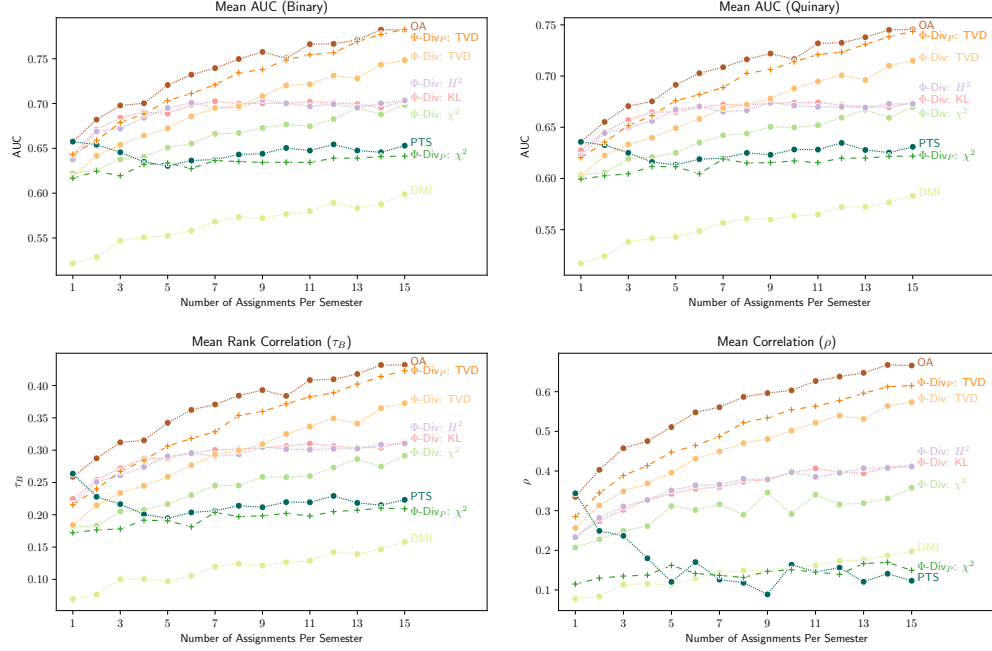 Mean AUC (Binary)
AUC
0.75
0.70
0.65
0.60
0.55
1 3 5 7 9 11 13 15
Number of Assignments Per Semester
OA
Φ-Div_P: TVD
Φ-Div: TVD
Φ-Div: H²
Φ-Div: KL
Φ-Div: χ²
PTS
Φ-Div_P: χ²
DMI
Mean AUC (Quinary)
AUC
0.75
0.70
0.65
0.60
0.55
1 3 5 7 9 11 13 15
Number of Assignments Per Semester
OA
Φ-Div_P: TVD
Φ-Div: TVD
Φ-Div: H²
Φ-Div: KL
Φ-Div: χ²
PTS
Φ-Div_P: χ²
DMI
Mean Rank Correlation (τ_B)
τ_B
0.40
0.35
0.30
0.25
0.20
0.15
0.10
1 3 5 7 9 11 13 15
Number of Assignments Per Semester
OA
Φ-Div_P: TVD
Φ-Div: TVD
Φ-Div: H²
Φ-Div: KL
Φ-Div: χ²
PTS
Φ-Div_P: χ²
DMI
Mean Correlation (ρ)
ρ
0.6
0.5
0.4
0.3
0.2
0.1
1 3 5 7 9 11 13 15
Number of Assignments Per Semester
OA
Φ-Div_P: TVD
Φ-Div: TVD
Φ-Div: H²
Φ-Div: KL
Φ-Div: χ²
DMI
Φ-Div_P: χ²
PTS